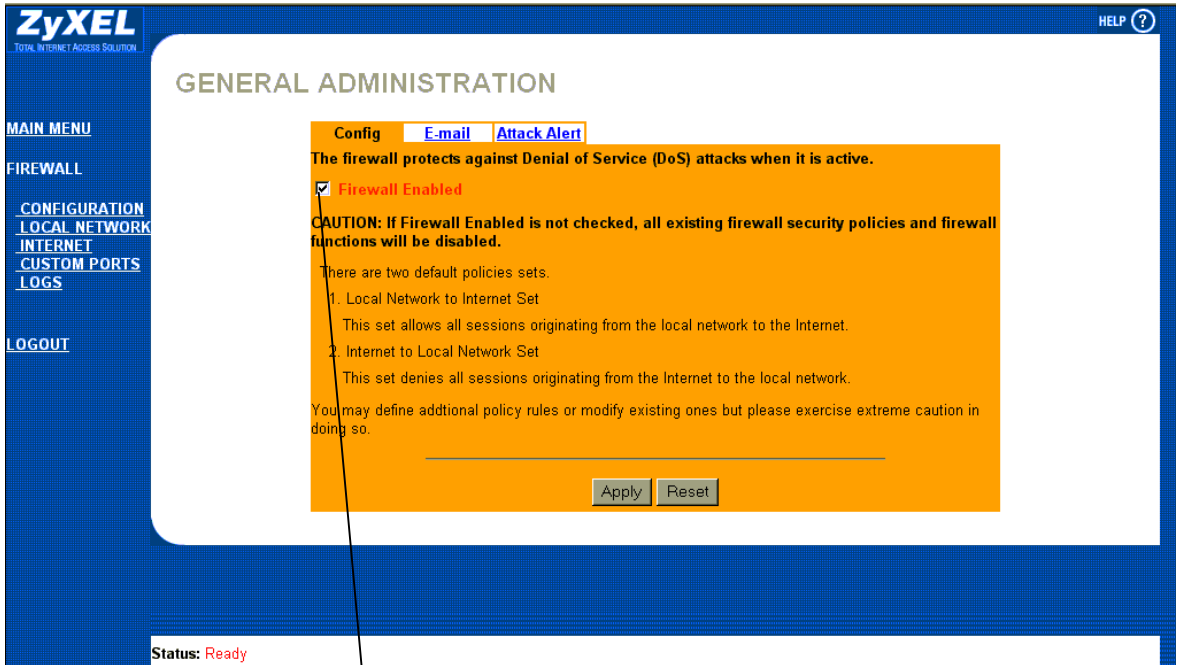 ZyXEL
TOTAL INTERNET ACCESS SOLUTION
HELP ?
GENERAL ADMINISTRATION
MAIN MENU
FIREWALL
CONFIGURATION
LOCAL NETWORK
INTERNET
CUSTOM PORTS
LOGS
LOGOUT
Config E-mail Attack Alert
The firewall protects against Denial of Service (DoS) attacks when it is active.
Firewall Enabled
CAUTION: If Firewall Enabled is not checked, all existing firewall security policies and firewall
functions will be disabled.
There are two default policies sets.
1. Local Network to Internet Set
This set allows all sessions originating from the local network to the Internet.
2. Internet to Local Network Set
This set denies all sessions originating from the Internet to the local network.
You may define addtional policy rules or modify existing ones but please exercise extreme caution in
doing so.
Apply Reset
Status: Ready